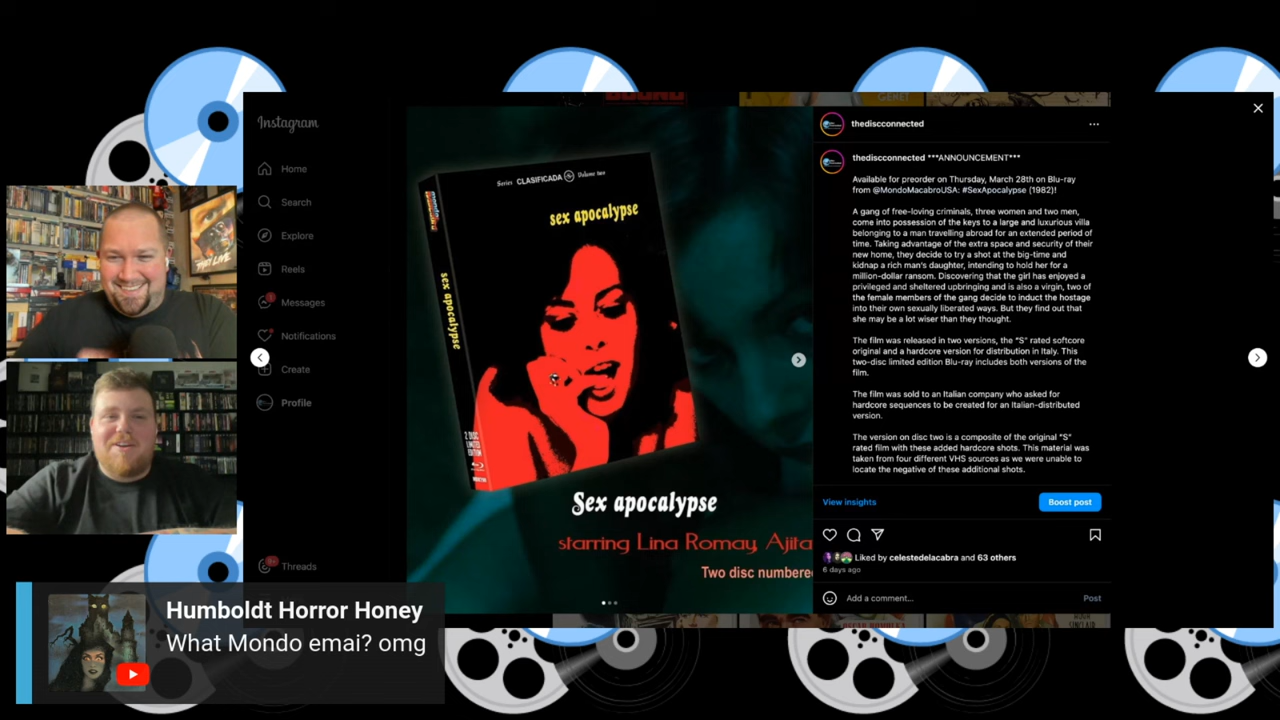 GENET
Instagram
Home
Search
Explore
Reels
Messages
Notifications
Create
Profile
Threads
Series CLASIFICADA Volume two
sex apocalypse
sex apocalypse
2 DISC
LIMITED
EDITION
Sex apocalypse
starring Lina Romay, Ajita
Two disc numbere
thediscconnected
thediscconnected ***ANNOUNCEMENT***
Available for preorder on Thursday, March 28th on Blu-ray
from @MondoMacabroUSA: #SexApocalypse (1982)!
A gang of free-loving criminals, three women and two men,
come into possession of the keys to a large and luxurious villa
belonging to a man travelling abroad for an extended period of
time. Taking advantage of the extra space and security of their
new home, they decide to try a shot at the big-time and
kidnap a rich man's daughter, intending to hold her for a
million-dollar ransom. Discovering that the girl has enjoyed a
privileged and sheltered upbringing and is also a virgin, two of
the female members of the gang decide to induct the hostage
into their own sexually liberated ways. But they find out that
she may be a lot wiser than they thought.
The film was released in two versions, the “S” rated softcore
original and a hardcore version for distribution in Italy. This
two-disc limited edition Blu-ray includes both versions of the
film.
The film was sold to an Italian company who asked for
hardcore sequences to be created for an Italian-distributed
version.
The version on disc two is a composite of the original “S”
rated film with these added hardcore shots. This material was
taken from four different VHS sources as we were unable to
locate the negative of these additional shots.
View insights
Boost post
Liked by celestedelacabra and 63 others
6 days ago
Add a comment...
Post
Humboldt Horror Honey
What Mondo emai? omg